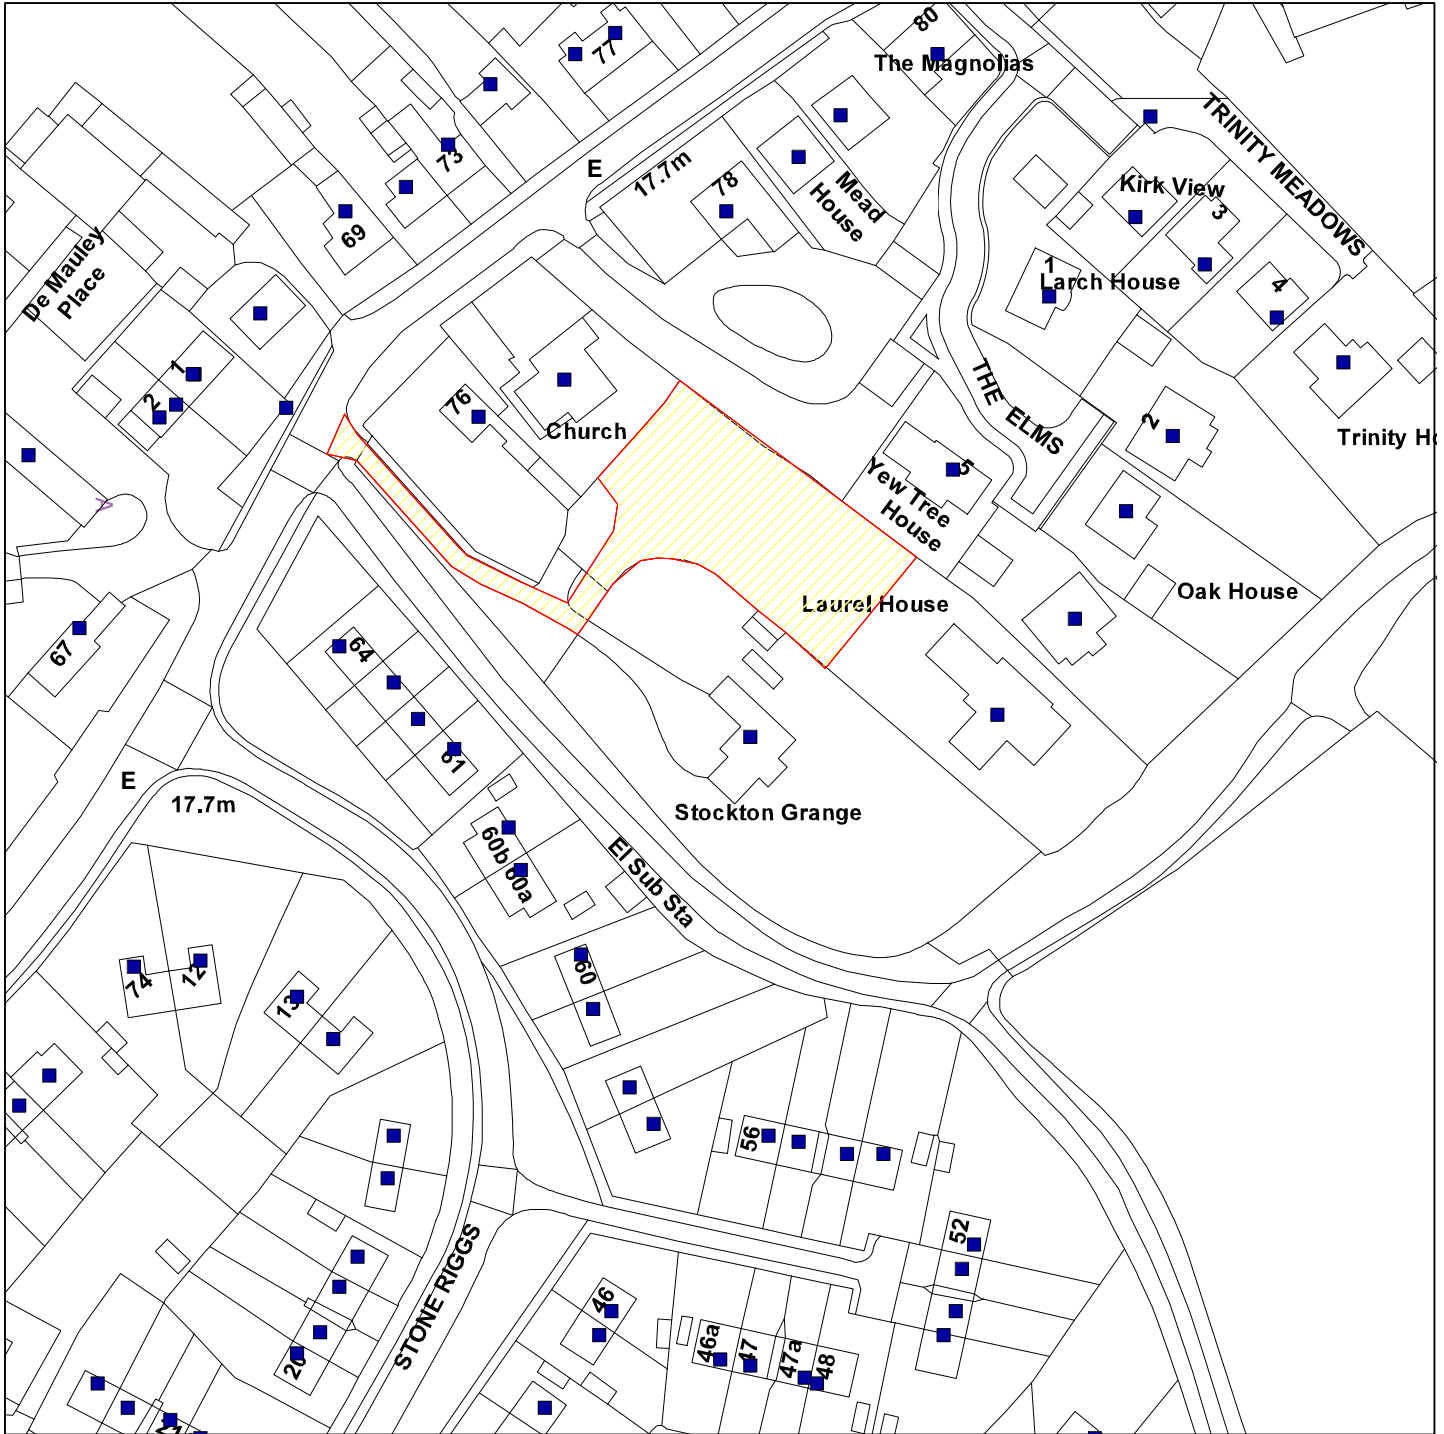 80
77
The Magnolias
73
E
17.7m
78
Mead
House
69
TRINITY MEADOWS
Kirk View
3
De Mauley
Place
1
Larch House
4
1
2
76
Church
THE ELMS
2
Trinity Ho
5
Yew Tree
House
Oak House
Laurel House
67
64
61
E
17.7m
Stockton Grange
60b
60a
El Sub Sta
74
12
13
60
56
52
STONE RIGGS
46
46a
47
47a
48
20
21